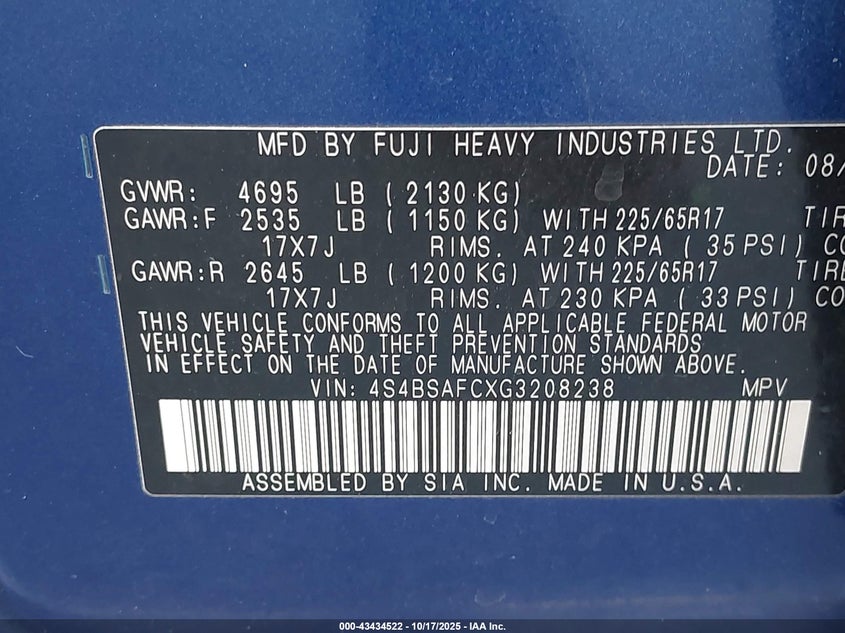 MFD BY FUJI HEAVY INDUSTRIES LTD.
DATE: 08/
GVWR: 4695 LB ( 2130 KG)
GAWR:F 2535 LB ( 1150 KG) WITH 225/65R17 TIR
17X7J RIMS. AT 240 KPA ( 35 PSI) CO
GAWR:R 2645 LB ( 1200 KG) WITH 225/65R17 TIRE
17X7J RIMS. AT 230 KPA ( 33 PSI) CO
THIS VEHICLE CONFORMS TO ALL APPLICABLE FEDERAL MOTOR
VEHICLE SAFETY AND THEFT PREVENTION STANDARDS
IN EFFECT ON THE DATE OF MANUFACTURE SHOWN ABOVE.
VIN: 4S4BSAFCXG3208238 MPV
ASSEMBLED BY SIA INC. MADE IN U.S.A.
000-43434522 - 10/17/2025 - IAA Inc.